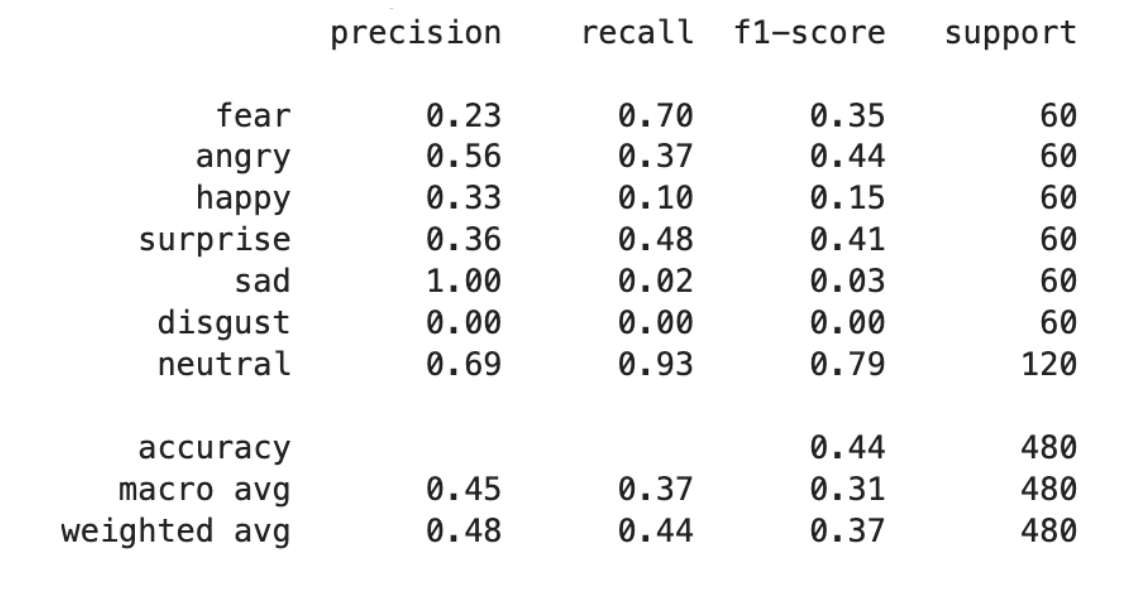 precision recall f1-score support
fear 0.23 0.70 0.35 60
angry 0.56 0.37 0.44 60
happy 0.33 0.10 0.15 60
surprise 0.36 0.48 0.41 60
sad 1.00 0.02 0.03 60
disgust 0.00 0.00 0.00 60
neutral 0.69 0.93 0.79 120
accuracy 0.44 480
macro avg 0.45 0.37 0.31 480
weighted avg 0.48 0.44 0.37 480